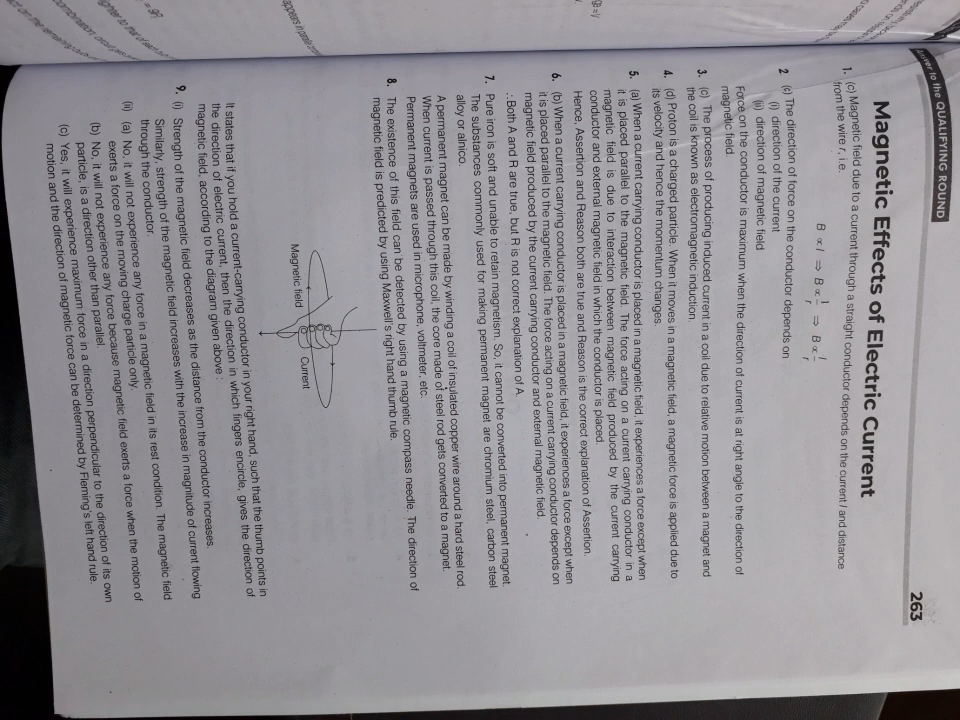 to the QUALIFYING ROUND
263
Magnetic Effects of Electric Current
1. (c) Magnetic field due to a current through a straight conductor depends on the current I and distance
from the wire r, i.e.
B ∝ I ⇒ B ∝ 1/r ⇒ B ∝ I/r
2 (c) The direction of force on the conductor depends on
(i) direction of the current
(ii) direction of magnetic field
Force on the conductor is maximum when the direction of current is at right angle to the direction of
magnetic field.
3. (c) The process of producing induced current in a coil due to relative motion between a magnet and
the coil is known as electromagnetic induction.
4. (d) Proton is a charged particle. When it moves in a magnetic field, a magnetic force is applied due to
its velocity and hence the momentum changes.
5. (a) When a current carrying conductor is placed in a magnetic field, it experiences a force except when
it is placed parallel to the magnetic field. The force acting on a current carrying conductor in a
magnetic field is due to interaction between magnetic field produced by the current carrying
conductor and external magnetic field in which the conductor is placed.
Hence, Assertion and Reason both are true and Reason is the correct explanation of Assertion.
6. (b) When a current carrying conductor is placed in a magnetic field, it experiences a force except when
it is placed parallel to the magnetic field. The force acting on a current carrying conductor depends on
magnetic field produced by the current carrying conductor and external magnetic field.
∴ Both A and R are true, but R is not correct explanation of A.
7. Pure iron is soft and unable to retain magnetism. So, it cannot be converted into permanent magnet.
The substances commonly used for making permanent magnet are chromium steel, carbon steel
alloy or alnico.
A permanent magnet can be made by winding a coil of insulated copper wire around a hard steel rod.
When current is passed through this coil, the core made of steel rod gets converted to a magnet.
Permanent magnets are used in microphone, voltmeter, etc.
8. The existence of this field can be detected by using a magnetic compass needle. The direction of
magnetic field is predicted by using Maxwell's right hand thumb rule.
Magnetic field
Current
It states that if you hold a current-carrying conductor in your right hand, such that the thumb points in
the direction of electric current, then the direction in which fingers encircle, gives the direction of
magnetic field, according to the diagram given above :
9. (i) Strength of the magnetic field decreases as the distance from the conductor increases.
Similarly, strength of the magnetic field increases with the increase in magnitude of current flowing
through the conductor.
(ii) (a) No, it will not experience any force in a magnetic field in its rest condition. The magnetic field
exerts a force on the moving charge particle only.
(b) No, it will not experience any force because magnetic field exerts a force when the motion of
particle, is a direction other than parallel.
(c) Yes, it will experience maximum force in a direction perpendicular to the direction of its own
motion and the direction of magnetic force can be determined by Fleming's left hand rule.